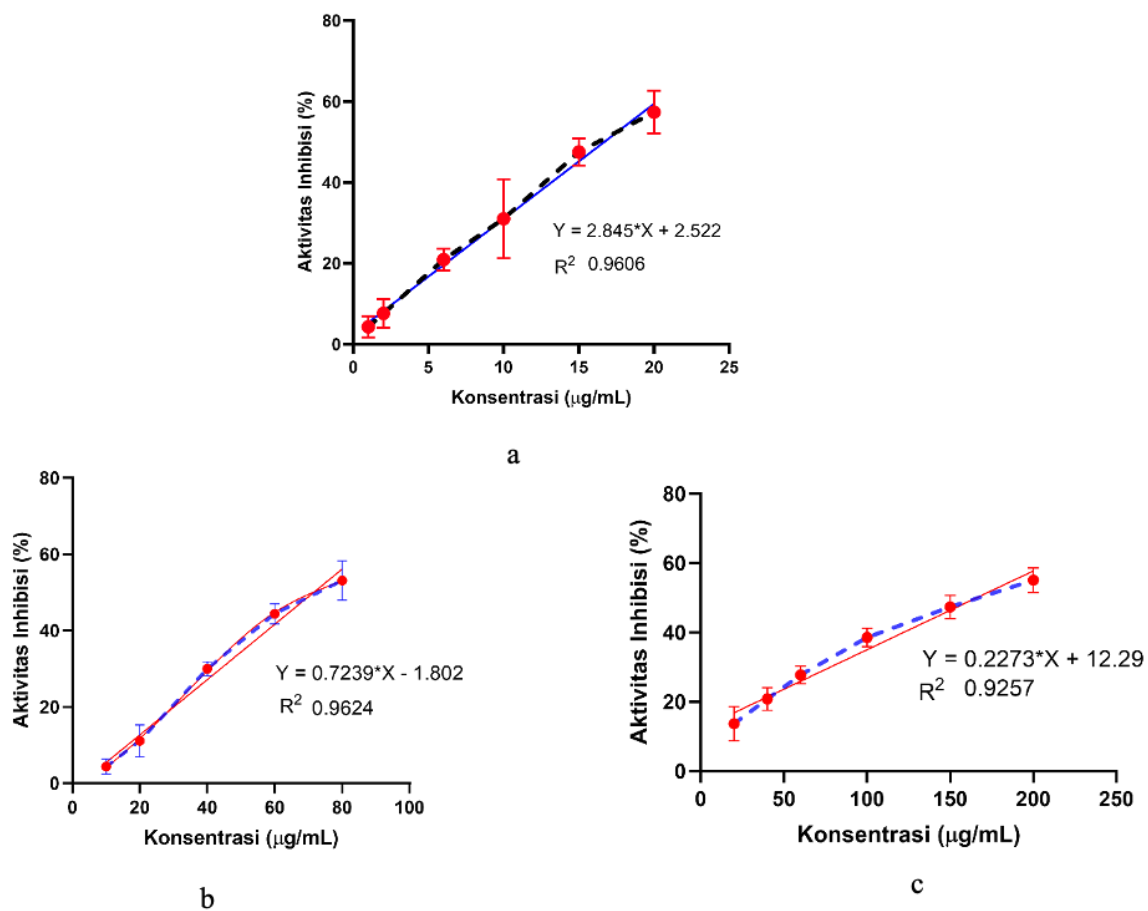 80
60
40
20
0
Aktivitas Inhibisi (%)
Y = 2.845*X + 2.522
R² 0.9606
0 5 10 15 20 25
Konsentrasi (μg/mL)
a
80
60
40
20
0
Aktivitas Inhibisi (%)
Y = 0.7239*X - 1.802
R² 0.9624
0 20 40 60 80 100
Konsentrasi (μg/mL)
b
80
60
40
20
0
Aktivitas Inhibisi (%)
Y = 0.2273*X + 12.29
R² 0.9257
0 50 100 150 200 250
Konsentrasi (μg/mL)
c